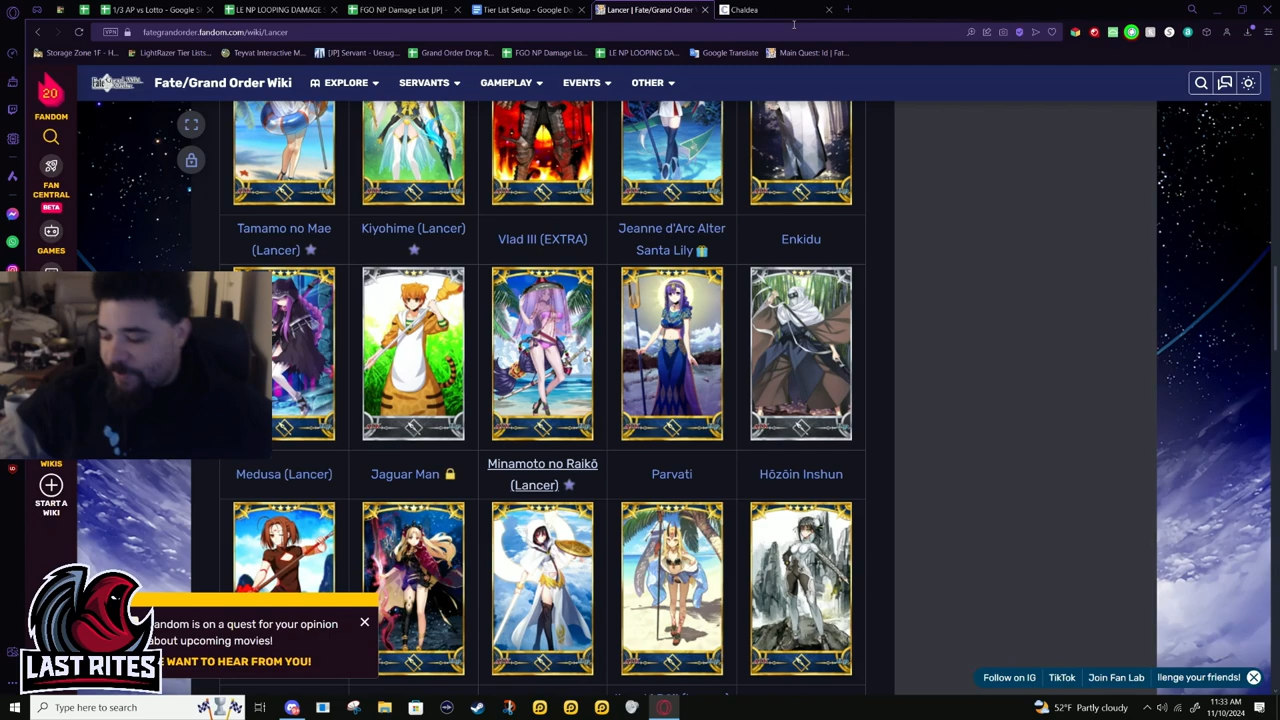 1/3 AP vs Lotto - Google S
LE NP LOOPING DAMAGE
FGO NP Damage List [JP] -
Tier List Setup - Google Do
Lancer | Fate/Grand Order
Chaldea
VPN
fategrandorder.fandom.com/wiki/Lancer
Storage Zone 1F - H...
LightRazer Tier Lists...
Teyvat Interactive M...
[JP] Servant - Uesug...
Grand Order Drop R...
FGO NP Damage Lis...
LE NP LOOPING DA...
Google Translate
Main Quest: Id | Fat...
20
FANDOM
Fate/Grand Order Wiki
EXPLORE
SERVANTS
GAMEPLAY
EVENTS
OTHER
FAN
CENTRAL
BETA
GAMES
Tamamo no Mae
(Lancer)
Kiyohime (Lancer)
Vlad III (EXTRA)
Jeanne d'Arc Alter
Santa Lily
Enkidu
WIKIS
START A
WIKI
Medusa (Lancer)
Jaguar Man
Minamoto no Raikō
(Lancer)
Parvati
Hōzōin Inshun
andom is on a quest for your opinion
about upcoming movies!
E WANT TO HEAR FROM YOU!
LAST RITES
Follow on IG
TikTok
Join Fan Lab
llenge your friends!
Type here to search
52°F Partly cloudy
11:33 AM
11/10/2024